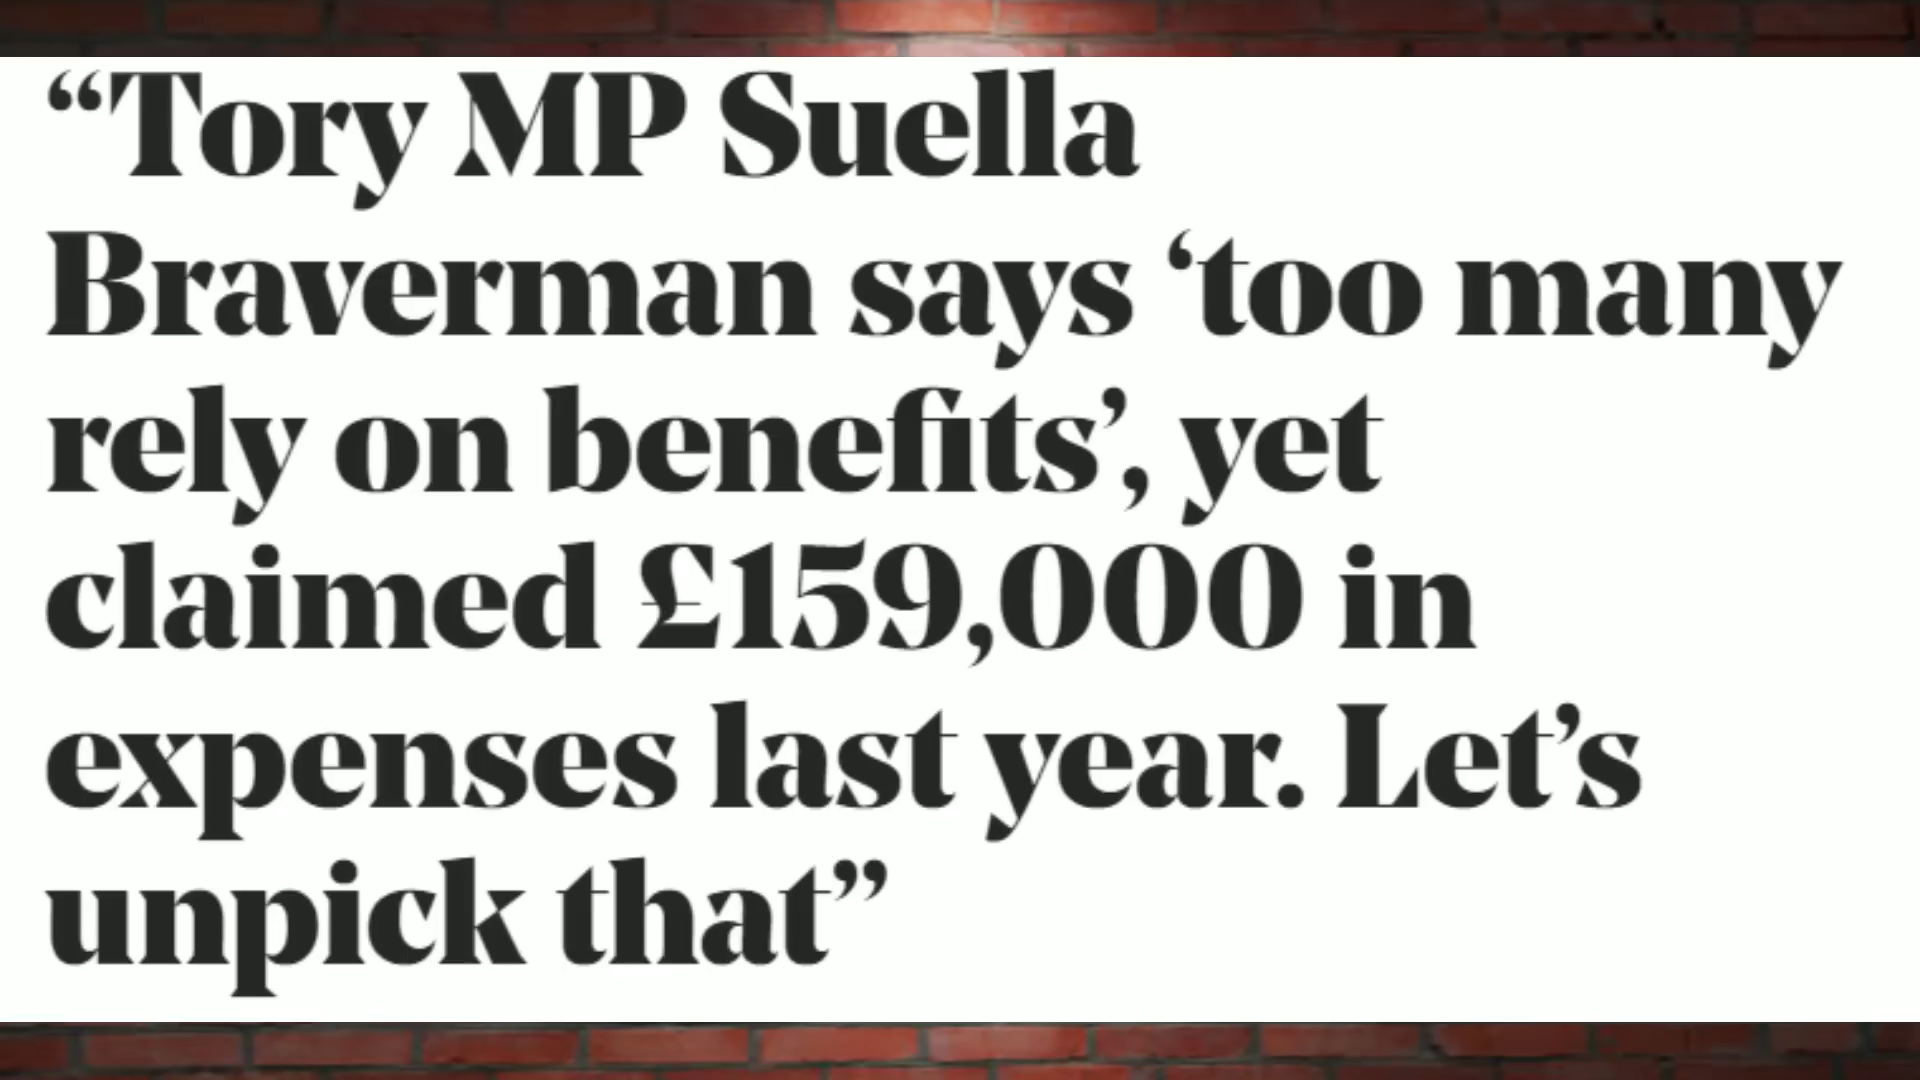 “Tory MP Suella
Braverman says ‘too many
rely on benefits’, yet
claimed £159,000 in
expenses last year. Let’s
unpick that”